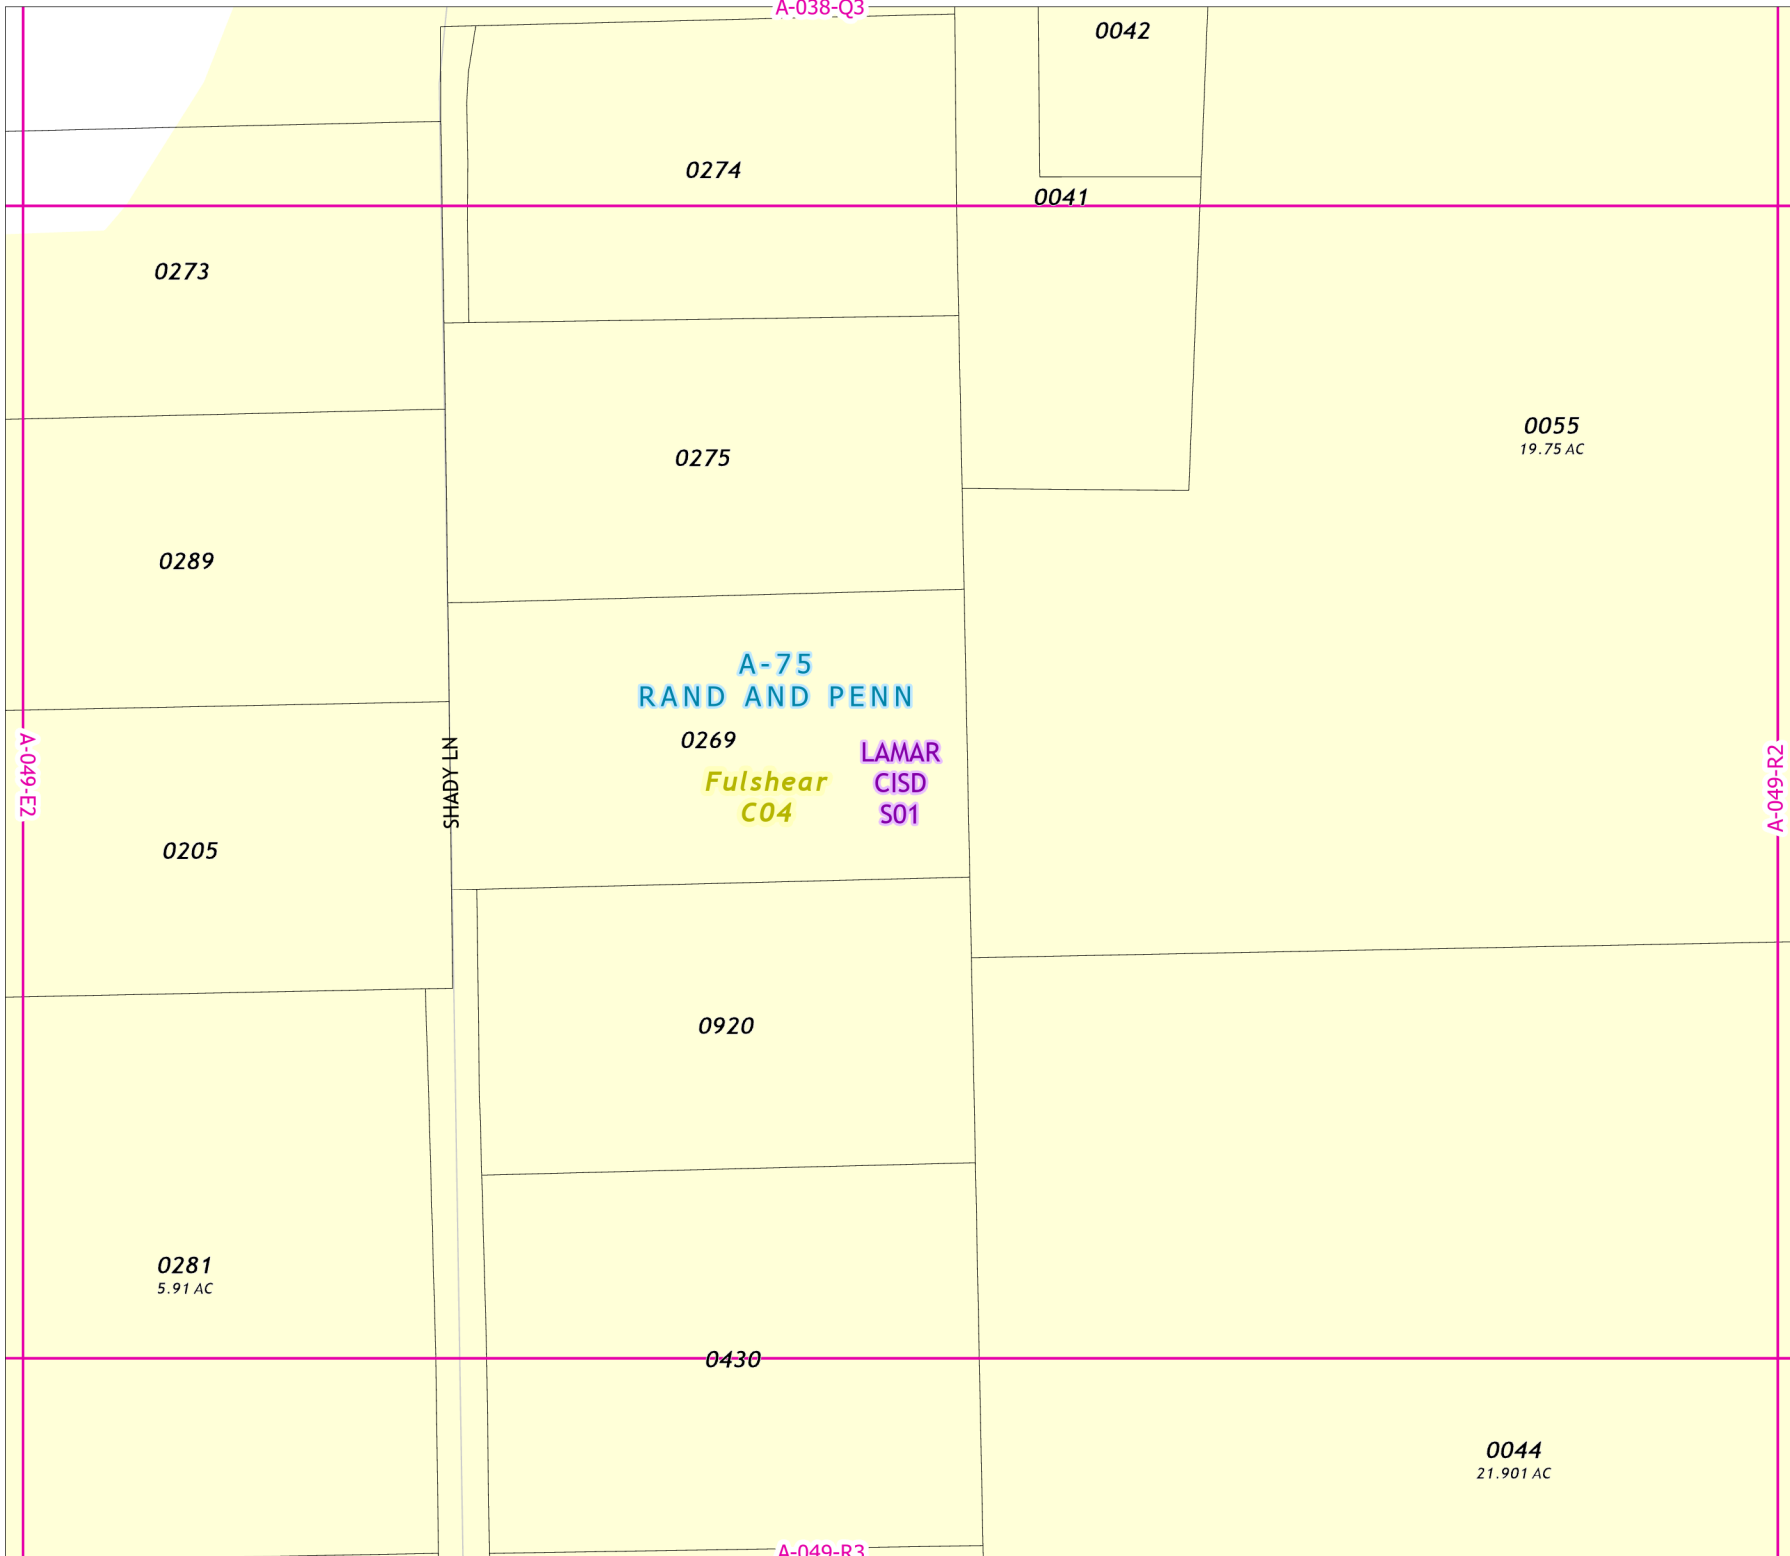 A-038-Q3
0042
0274
0041
0273
0055
19.75 AC
0275
0289
A-75
RAND AND PENN
0269
LAMAR
CISD
S01
Fulshear
C04
A-049-E2
SHADY LN
A-049-R2
0205
0920
0281
5.91 AC
0430
0044
21.901 AC
A-049-R3